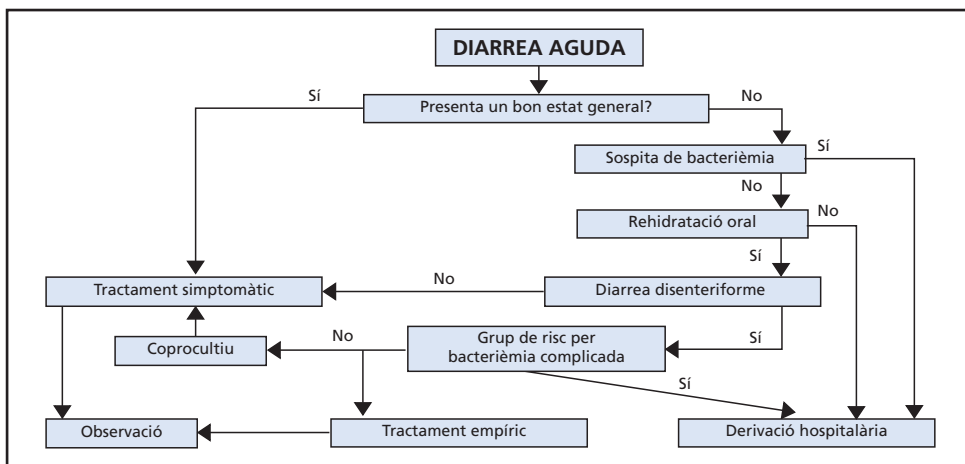 DIARREA AGUDA
Sí
Presenta un bon estat general?
No
Sospita de bacterièmia
Sí
No
Rehidratació oral
No
Sí
Tractament simptomàtic
No
Diarrea disenteriforme
Coprocultiu
No
Grup de risc per
bacterièmia complicada
Sí
Sí
Observació
Tractament empíric
Derivació hospitalària